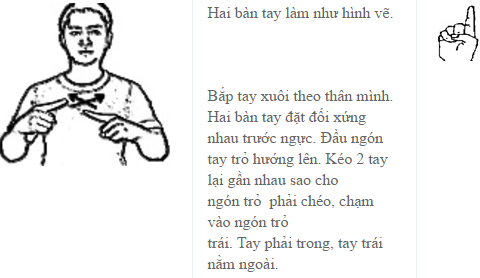 Hai bàn tay làm như hình vẽ.
Bắp tay xuôi theo thân mình.
Hai bàn tay đặt đối xứng
nhau trước ngực. Đầu ngón
tay trỏ hướng lên. Kéo 2 tay
lại gần nhau sao cho
ngón trỏ  phải chéo, chạm
vào ngón trỏ
trái. Tay phải trong, tay trái
nằm ngoài.